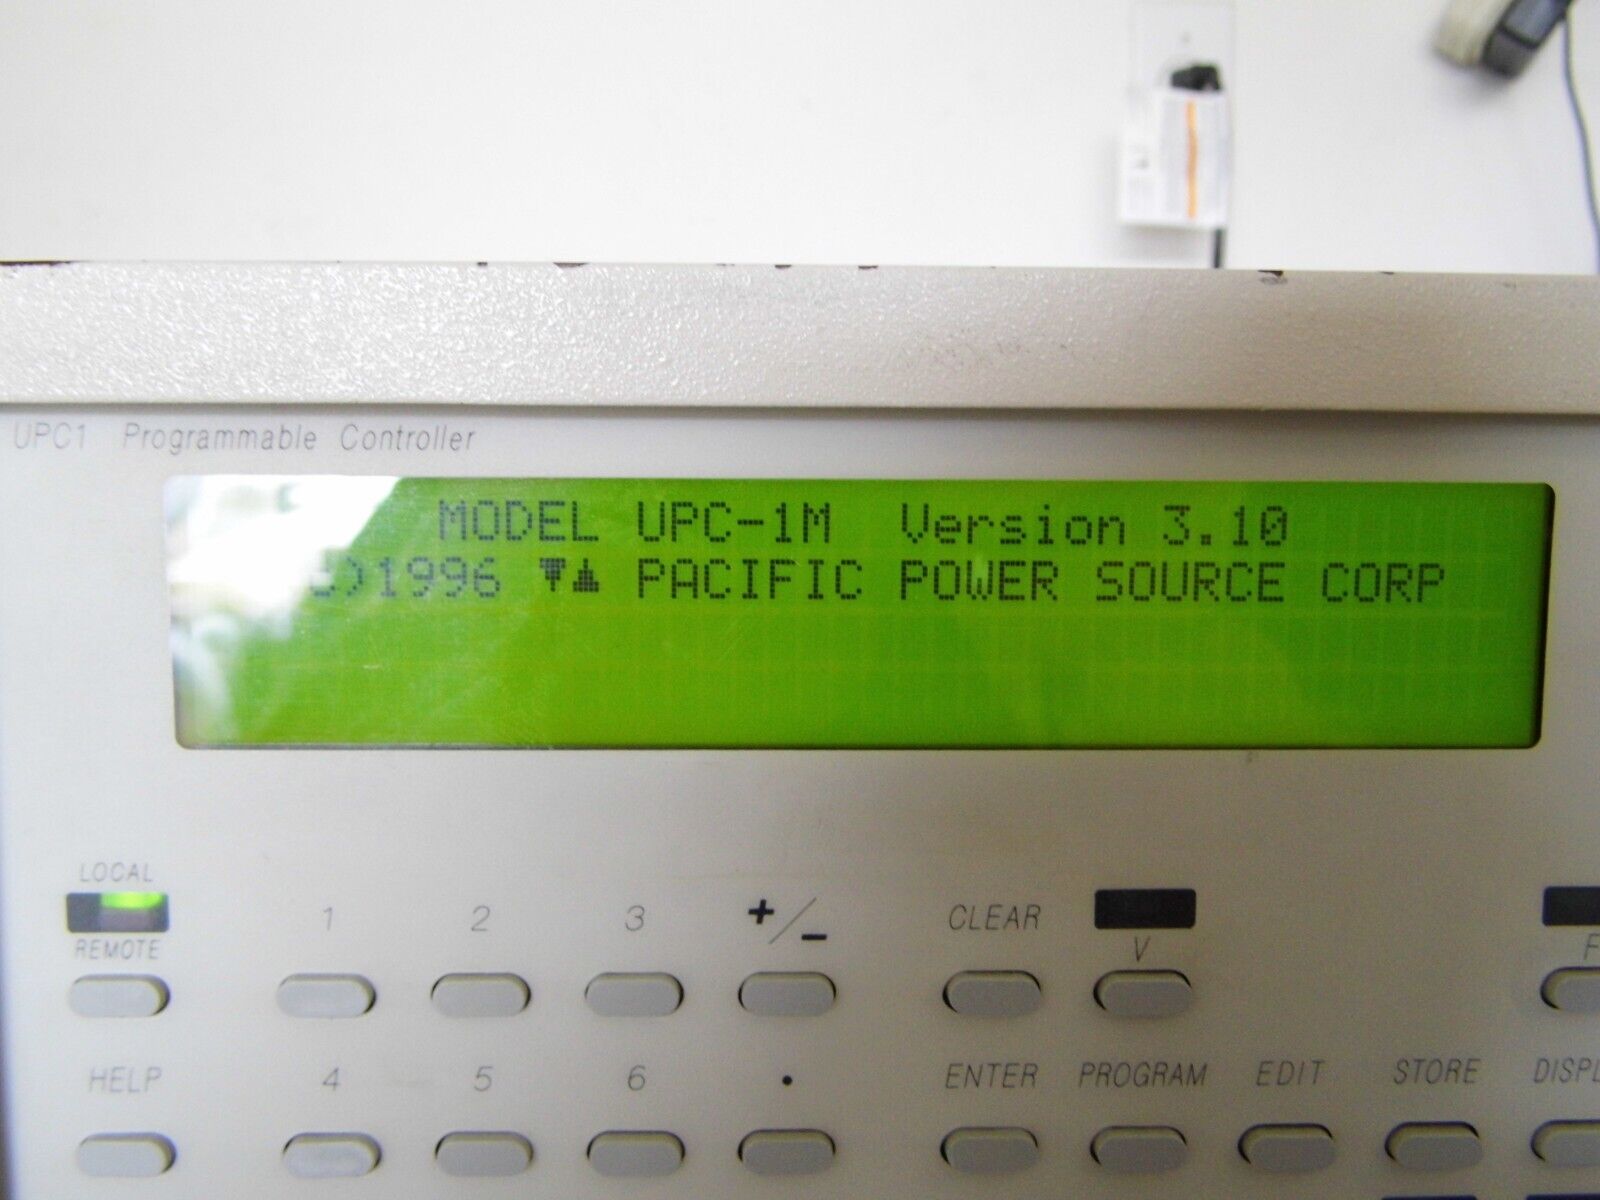 UPC1 Programmable Controller
MODEL UPC-1M Version 3.10
)1996 PACIFIC POWER SOURCE CORP
LOCAL
REMOTE
1 2 3 +/- CLEAR V F
HELP 4 5 6 . ENTER PROGRAM EDIT STORE